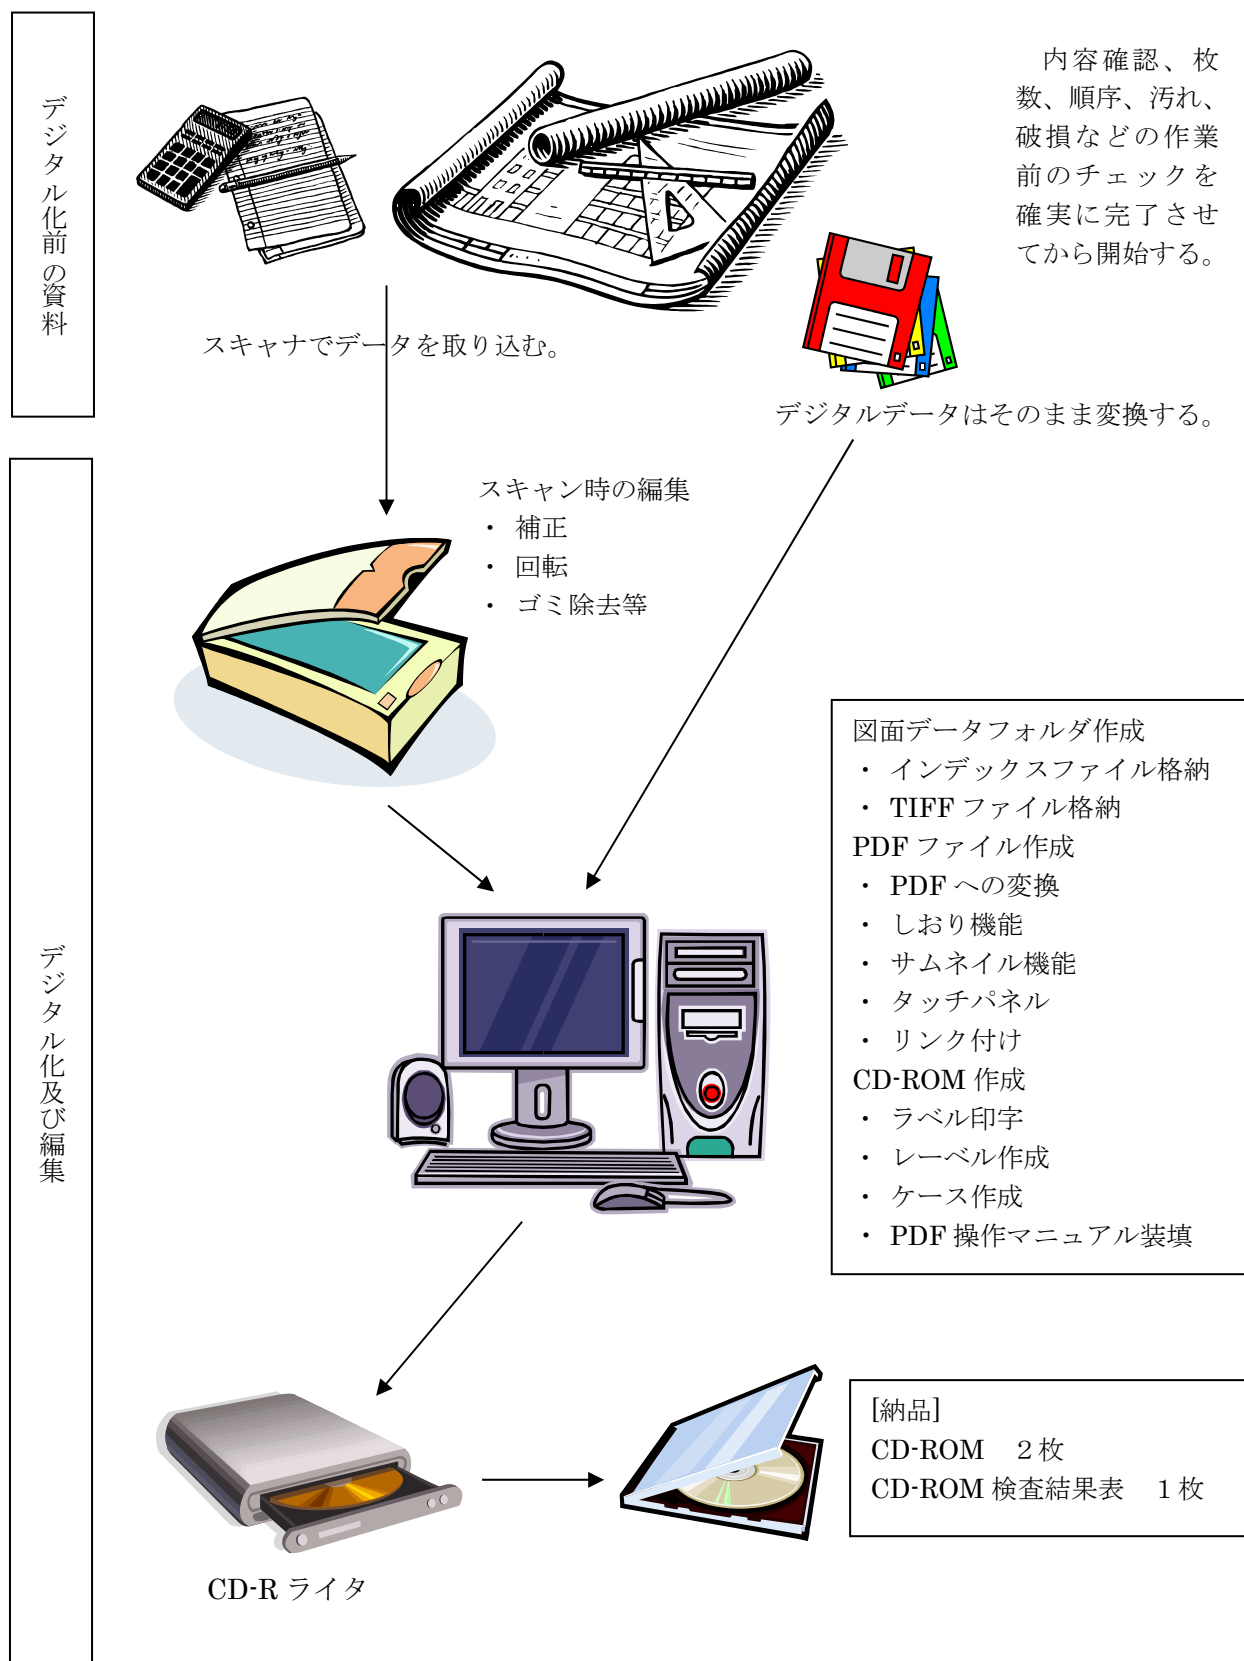 デジタル化前の資料
内容確認、枚
数、順序、汚れ、
破損などの作業
前のチェックを
確実に完了させ
てから開始する。
スキャナでデータを取り込む。
デジタルデータはそのまま変換する。
デジタル化及び編集
スキャン時の編集
・ 補正
・ 回転
・ ゴミ除去等
図面データフォルダ作成
・ インデックスファイル格納
・ TIFF ファイル格納
PDF ファイル作成
・ PDF への変換
・ しおり機能
・ サムネイル機能
・ タッチパネル
・ リンク付け
CD-ROM 作成
・ ラベル印字
・ レーベル作成
・ ケース作成
・ PDF 操作マニュアル装填
[納品]
CD-ROM　２枚
CD-ROM 検査結果表　１枚
CD-R ライタ